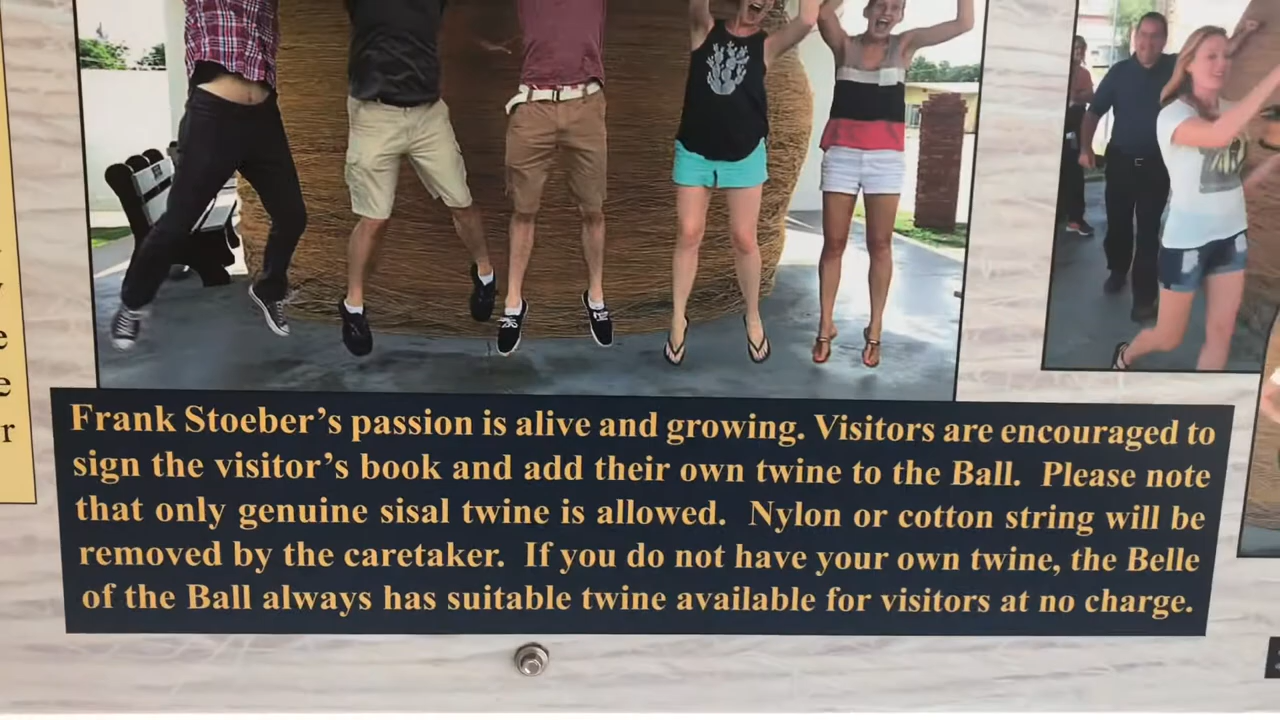 Frank Stoeber's passion is alive and growing. Visitors are encouraged to
sign the visitor's book and add their own twine to the Ball. Please note
that only genuine sisal twine is allowed. Nylon or cotton string will be
removed by the caretaker. If you do not have your own twine, the Belle
of the Ball always has suitable twine available for visitors at no charge.